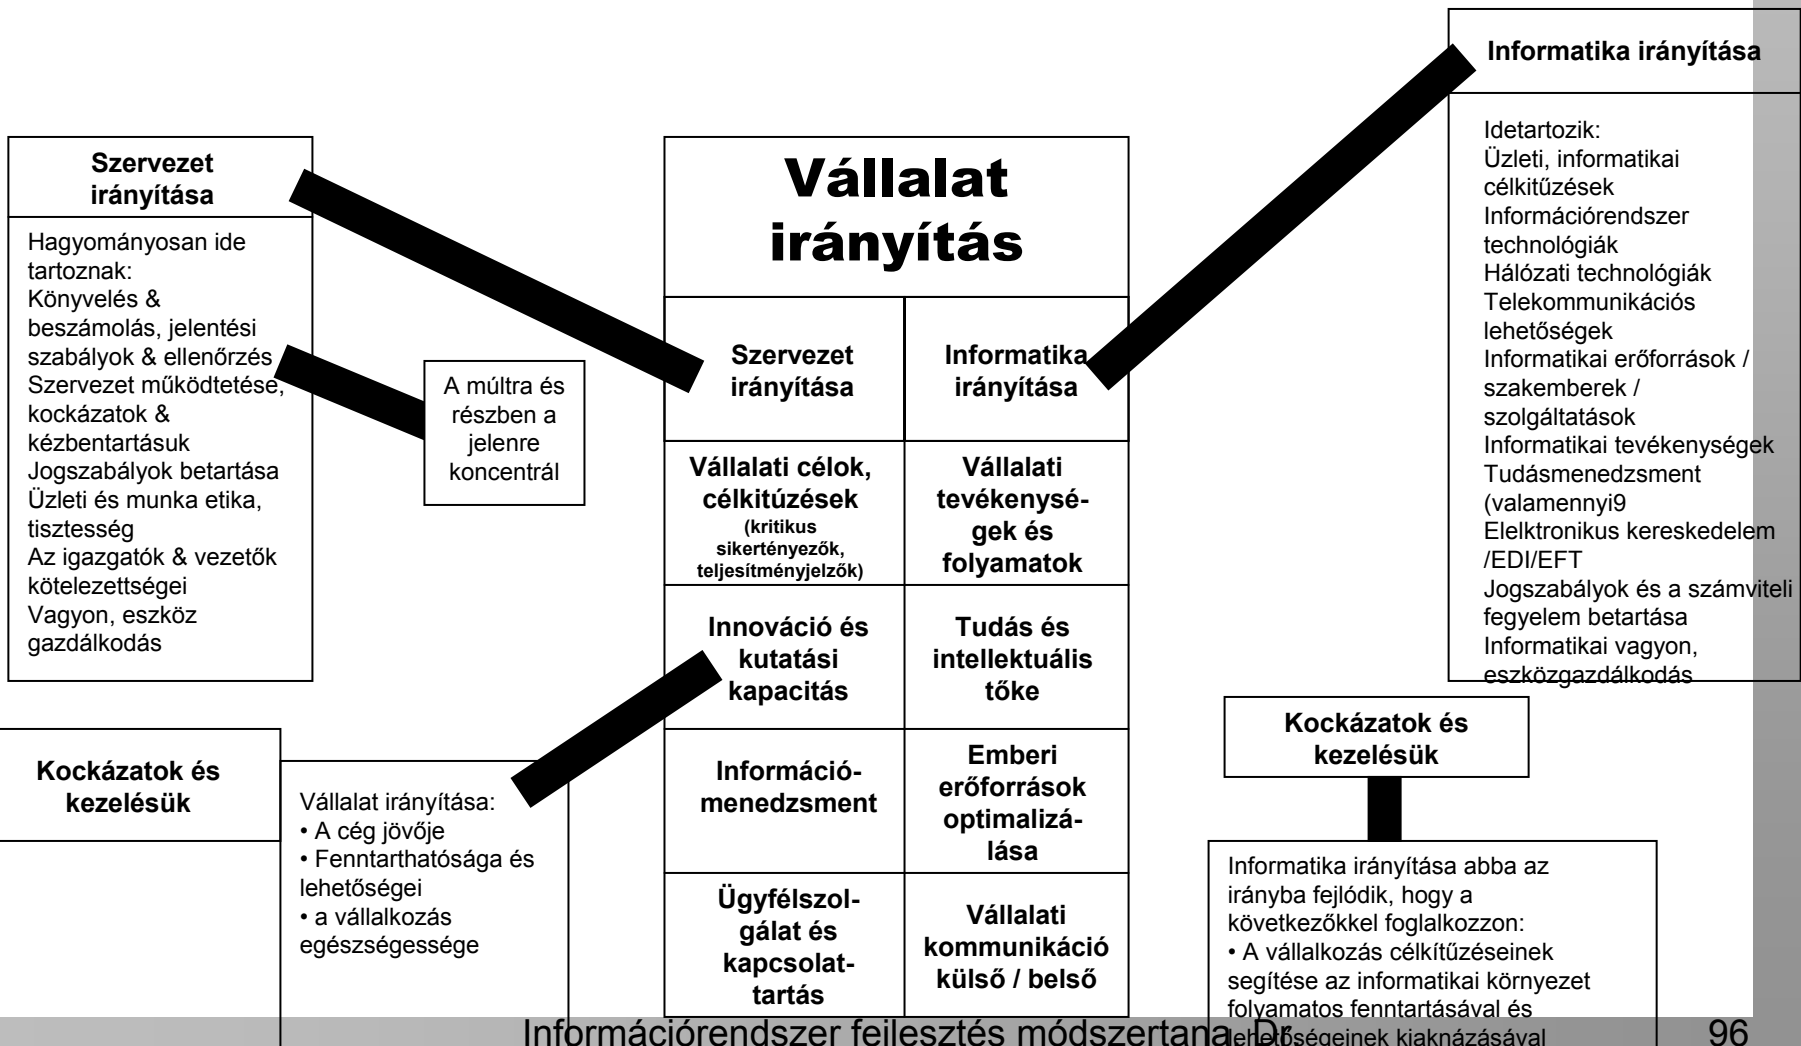 Informatika irányítása
Idetartozik:
Üzleti, informatikai
célkitűzések
Információrendszer
technológiák
Hálózati technológiák
Telekommunikációs
lehetőségek
Informatikai erőforrások /
szakemberek /
szolgáltatások
Informatikai tevékenységek
Tudásmenedzsment
(valamennyi9
Elelktronikus kereskedelem
/EDI/EFT
Jogszabályok és a számviteli
fegyelem betartása
Informatikai vagyon,
eszközgazdálkodás
Szervezet
irányítása
Hagyományosan ide
tartoznak:
Könyvelés &
beszámolás, jelentési
szabályok & ellenőrzés
Szervezet működtetése,
kockázatok &
kézbentartásuk
Jogszabályok betartása
Üzleti és munka etika,
tisztesség
Az igazgatók & vezetők
kötelezettségei
Vagyon, eszköz
gazdálkodás
A múltra és
részben a
jelenre
koncentrál
Vállalat
irányítás
Szervezet
irányítása
Informatika
irányítása
Vállalati célok,
célkitúzések
(kritikus
sikertényezők,
teljesítményjelzők)
Vállalati
tevékenysé-
gek és
folyamatok
Innováció és
kutatási
kapacitás
Tudás és
intellektuális
tőke
Információ-
menedzsment
Emberi
erőforrások
optimalizá-
lása
Ügyfélszol-
gálat és
kapcsolat-
tartás
Vállalati
kommunikáció
külső / belső
Kockázatok és
kezelésük
Vállalat irányítása:
• A cég jövője
• Fenntarthatósága és
lehetőségei
• a vállalkozás
egészségessége
Kockázatok és
kezelésük
Informatika irányítása abba az
irányba fejlődik, hogy a
következőkkel foglalkozzon:
• A vállalkozás célkítűzéseinek
segítése az informatikai környezet
folyamatos fenntartásával és
lehetőségeinek kiaknázásával
Információrendszer fejlesztés módszertana, Dr.
96